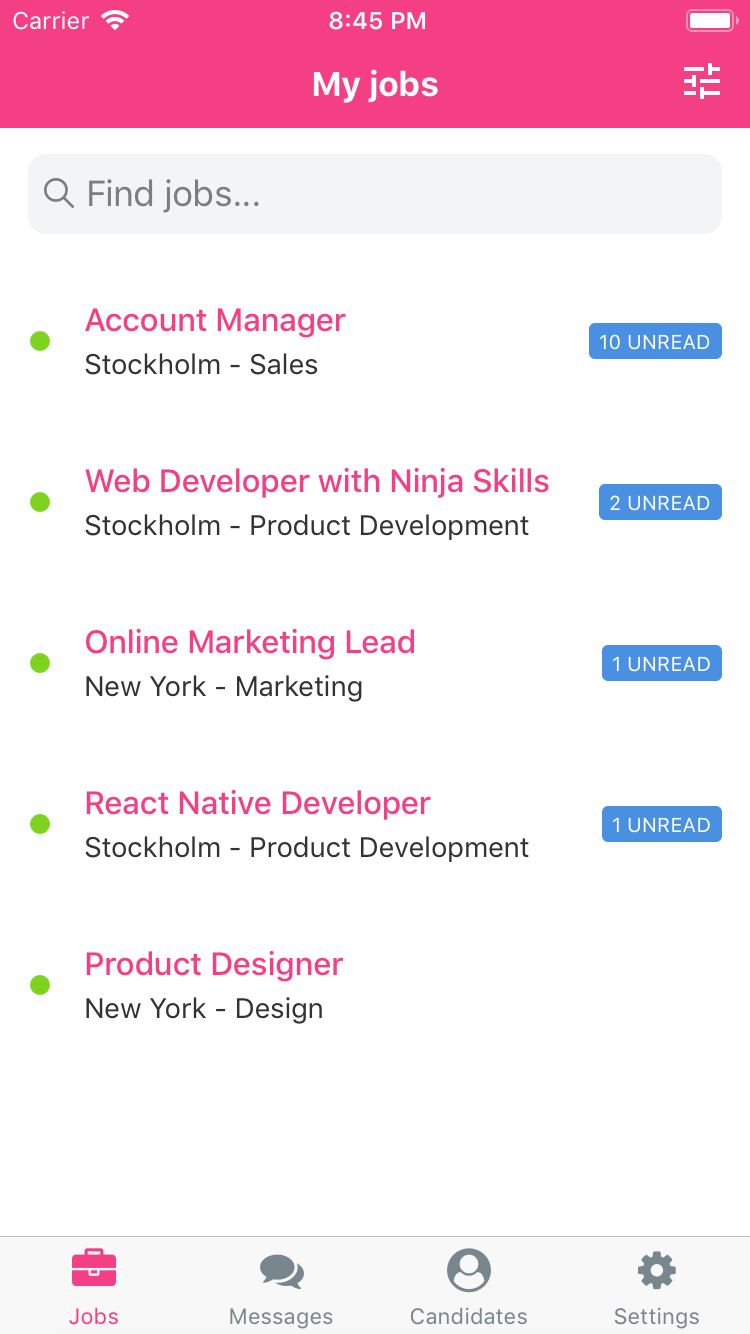 Carrier 8:45 PM
My jobs
Find jobs...
Account Manager
Stockholm - Sales
10 UNREAD
Web Developer with Ninja Skills
Stockholm - Product Development
2 UNREAD
Online Marketing Lead
New York - Marketing
1 UNREAD
React Native Developer
Stockholm - Product Development
1 UNREAD
Product Designer
New York - Design
Jobs Messages Candidates Settings